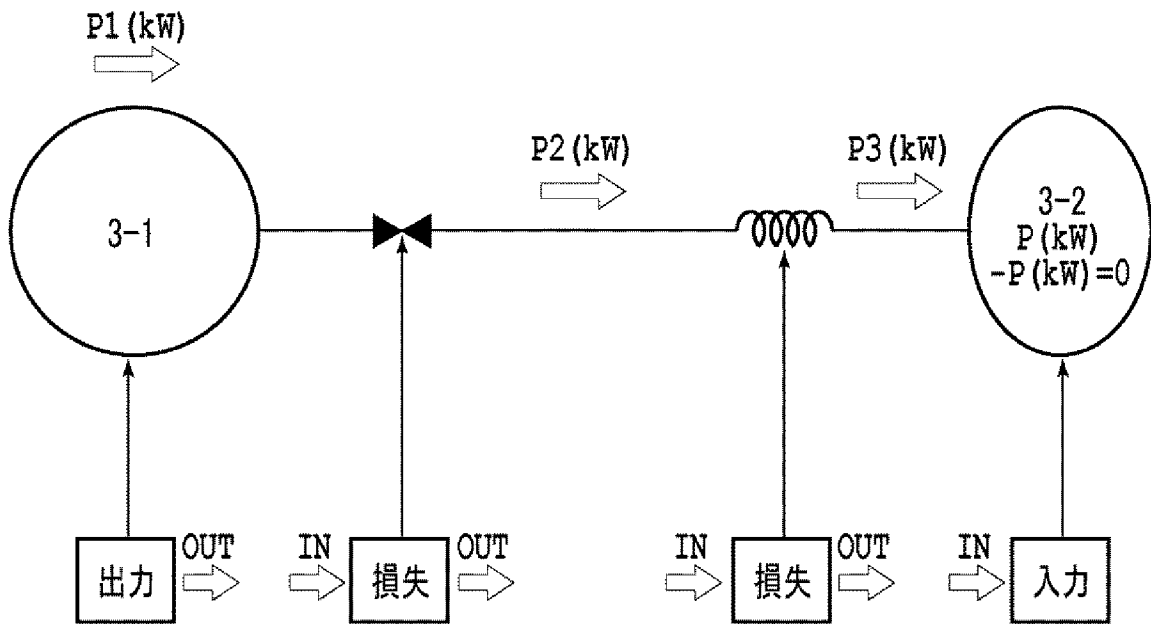 P1(kW)
P2(kW)
P3(kW)
3-1
3-2
P(kW)
-P(kW)=0
出力
OUT
IN
損失
OUT
IN
損失
OUT
IN
入力